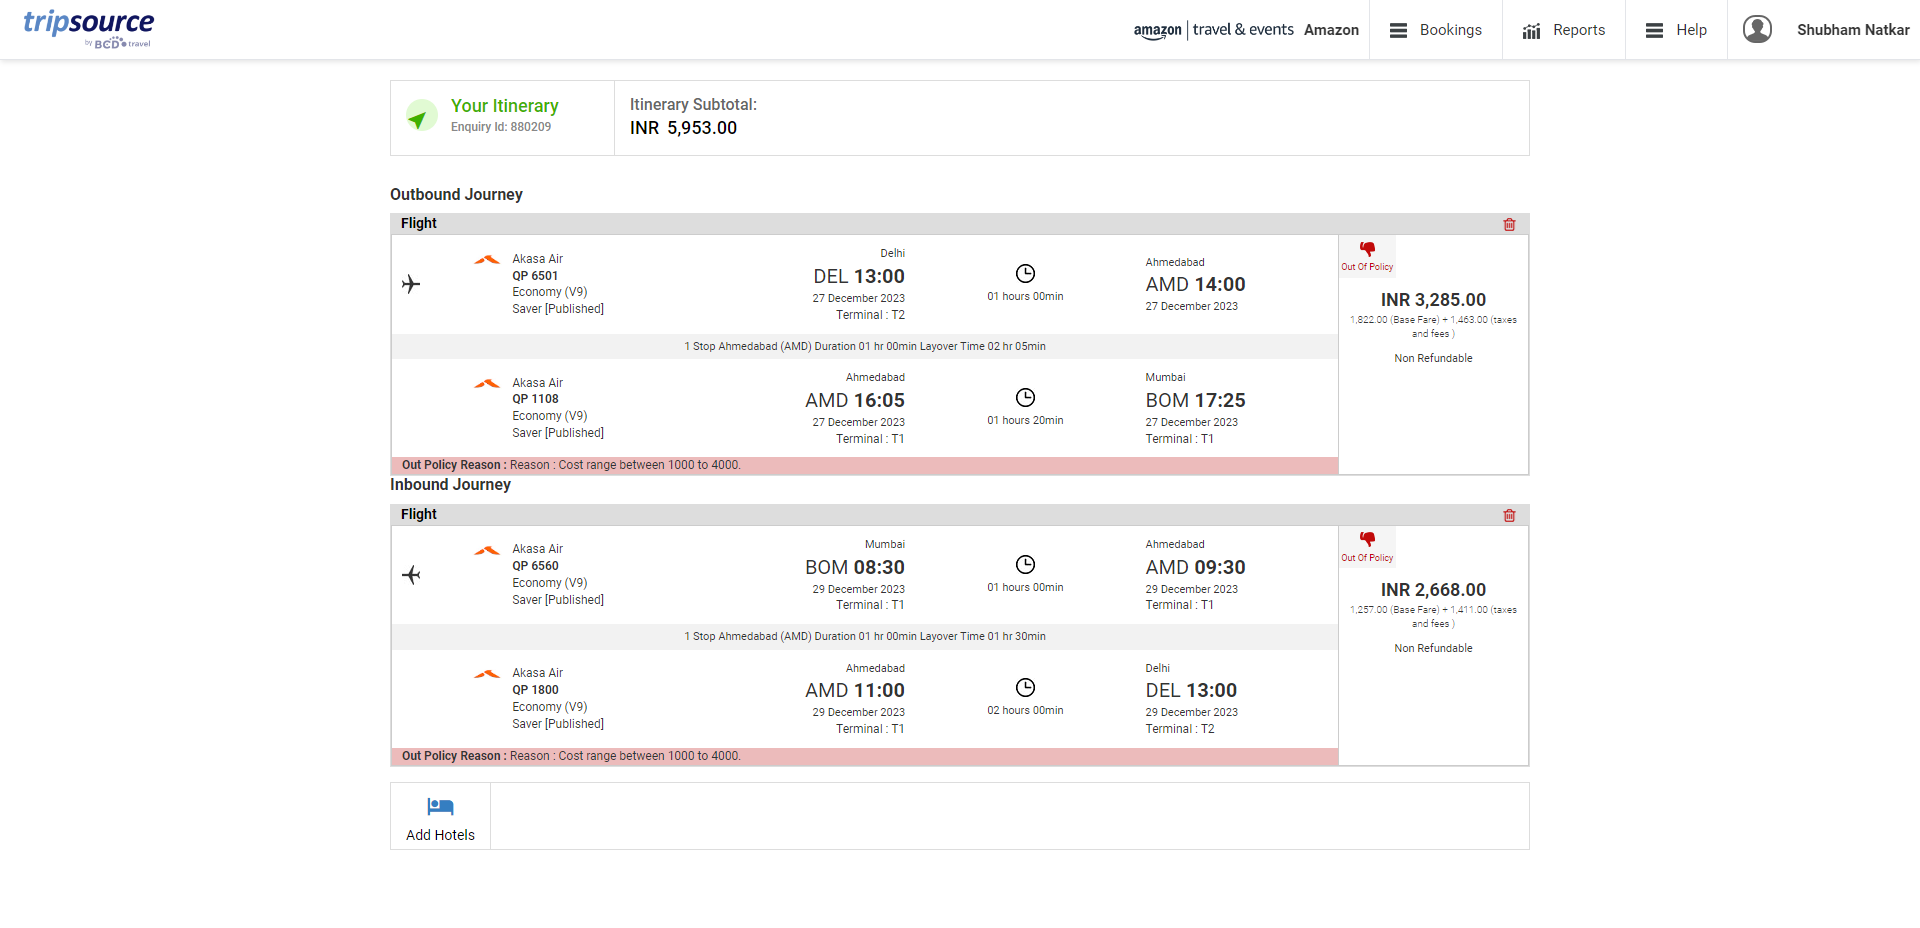 tripsource
by BCD travel
amazon | travel & events Amazon
Bookings
Reports
Help
Shubham Natkar
Your Itinerary
Enquiry Id: 880209
Itinerary Subtotal:
INR 5,953.00
Outbound Journey
Flight
Akasa Air
QP 6501
Economy (V9)
Saver [Published]
Delhi
DEL 13:00
27 December 2023
Terminal : T2
01 hours 00min
Ahmedabad
AMD 14:00
27 December 2023
Out Of Policy
INR 3,285.00
1,822.00 (Base Fare) + 1,463.00 (taxes
and fees )
Non Refundable
1 Stop Ahmedabad (AMD) Duration 01 hr 00min Layover Time 02 hr 05min
Akasa Air
QP 1108
Economy (V9)
Saver [Published]
Ahmedabad
AMD 16:05
27 December 2023
Terminal : T1
01 hours 20min
Mumbai
BOM 17:25
27 December 2023
Terminal : T1
Out Policy Reason : Reason : Cost range between 1000 to 4000.
Inbound Journey
Flight
Akasa Air
QP 6560
Economy (V9)
Saver [Published]
Mumbai
BOM 08:30
29 December 2023
Terminal : T1
01 hours 00min
Ahmedabad
AMD 09:30
29 December 2023
Terminal : T1
Out Of Policy
INR 2,668.00
1,257.00 (Base Fare) + 1,411.00 (taxes
and fees )
Non Refundable
1 Stop Ahmedabad (AMD) Duration 01 hr 00min Layover Time 01 hr 30min
Akasa Air
QP 1800
Economy (V9)
Saver [Published]
Ahmedabad
AMD 11:00
29 December 2023
Terminal : T1
02 hours 00min
Delhi
DEL 13:00
29 December 2023
Terminal : T2
Out Policy Reason : Reason : Cost range between 1000 to 4000.
Add Hotels